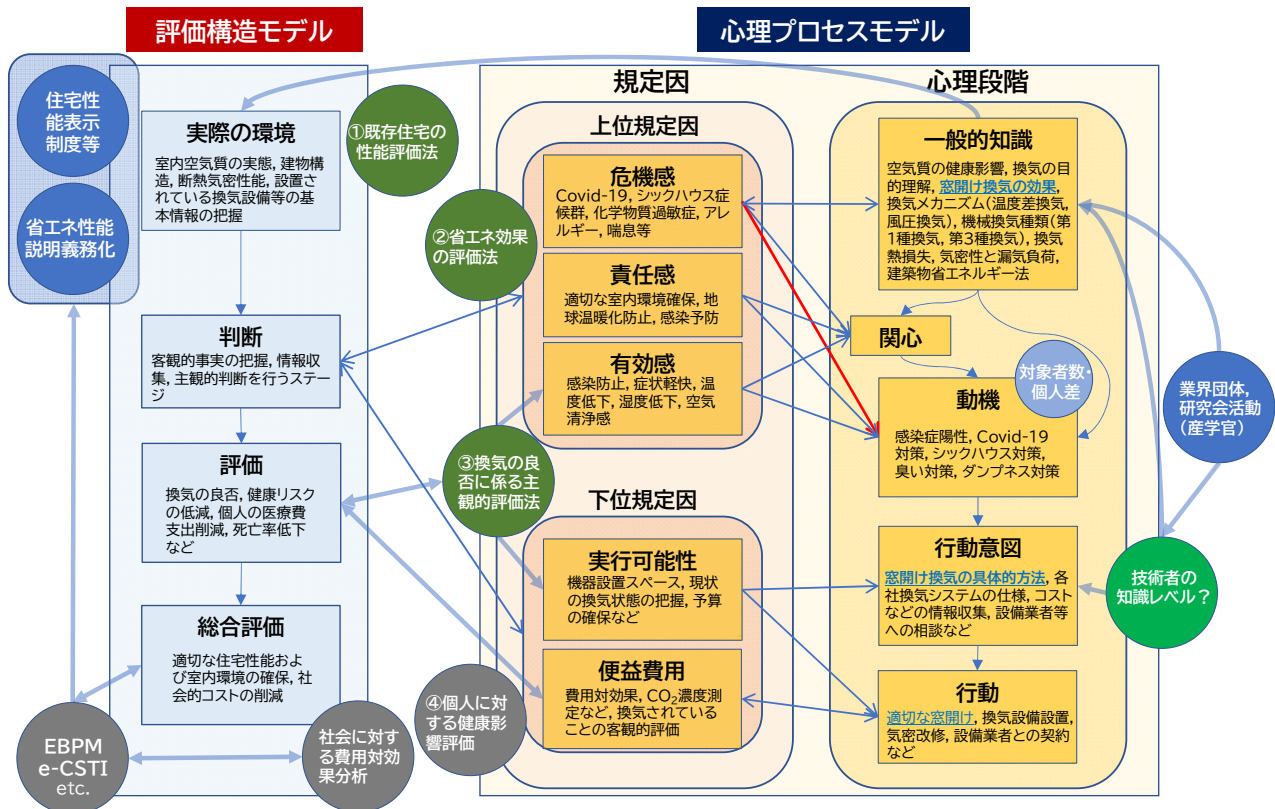 評価構造モデル
心理プロセスモデル
住宅性
能表示
制度等
省エネ性能
説明義務化
実際の環境
室内空気質の実態, 建物構
造, 断熱気密性能, 設置さ
れている換気設備等の基
本情報の把握
判断
客観的事実の把握, 情報収
集, 主観的判断を行うステー
ジ
評価
換気の良否, 健康リスク
の低減, 個人の医療費
支出削減, 死亡率低下
など
総合評価
適切な住宅性能およ
び室内環境の確保, 社
会的コストの削減
EBPM
e-CSTI
etc.
社会に対す
る費用対効
果分析
①既存住宅の
性能評価法
②省エネ効果
の評価法
③換気の良
否に係る主
観的評価法
④個人に対
する健康影
響評価
規定因
上位規定因
危機感
Covid-19, シックハウス症
候群, 化学物質過敏症, アレ
ルギー, 喘息等
責任感
適切な室内環境確保, 地
球温暖化防止, 感染予防
有効感
感染防止, 症状軽快, 温
度低下, 湿度低下, 空気
清浄感
下位規定因
実行可能性
機器設置スペース, 現状
の換気状態の把握, 予算
の確保など
便益費用
費用対効果, CO₂濃度測
定など, 換気されている
ことの客観的評価
心理段階
一般的知識
空気質の健康影響, 換気の目
的理解, 窓開け換気の効果,
換気メカニズム(温度差換気,
風圧換気), 機械換気種類(第
1種換気, 第3種換気), 換気
熱損失, 気密性と漏気負荷,
建築物省エネルギー法
関心
対象者数・
個人差
動機
感染症陽性, Covid-19
対策, シックハウス対策,
臭い対策, ダンプネス対策
行動意図
窓開け換気の具体的方法, 各
社換気システムの仕様, コスト
などの情報収集, 設備業者等
への相談など
行動
適切な窓開け, 換気設備設置,
気密改修, 設備業者との契約
など
業界団体,
研究会活動
(産学官)
技術者の
知識レベル？